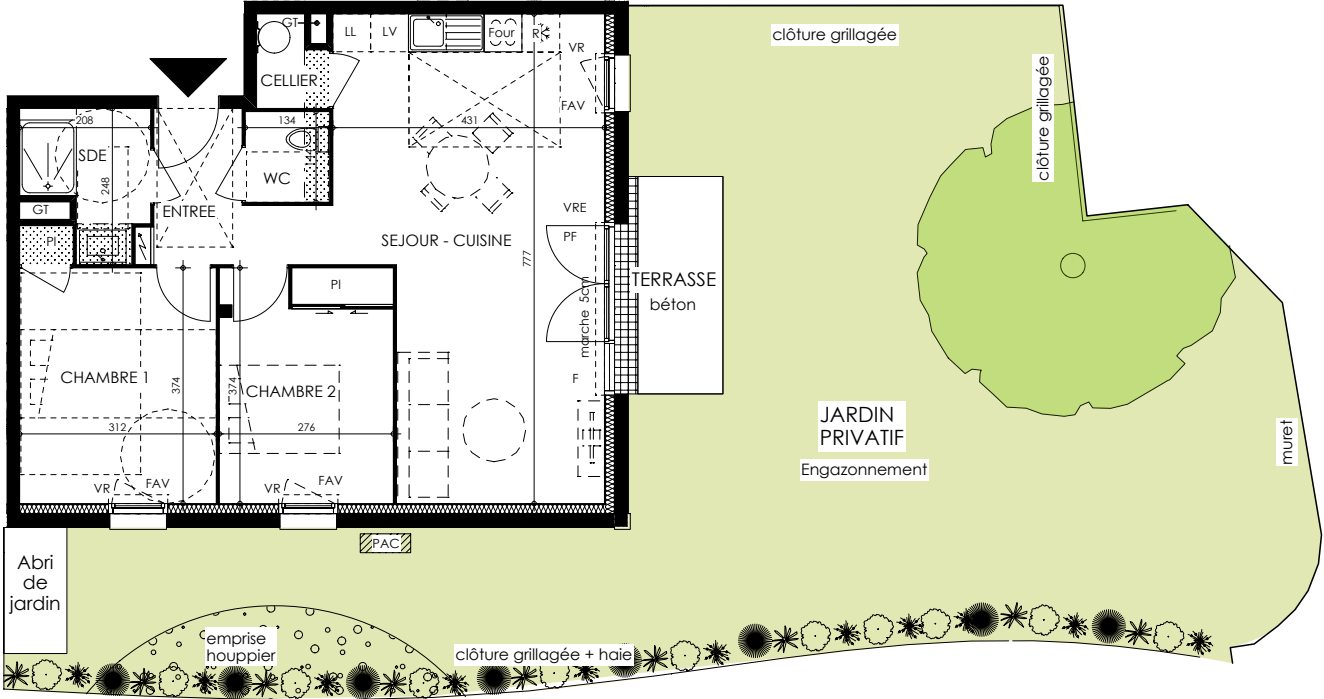 clôture grillagée
GT
LL
LV
Four
R
VR
CELLIER
FAV
clôture grillagée
208
134
431
SDE
248
WC
GT
ENTREE
VRE
PI
SEJOUR - CUISINE
PF
777
TERRASSE
béton
PI
marche 5cm
CHAMBRE 1
374
374
CHAMBRE 2
F
312
276
JARDIN
PRIVATIF
Engazonnement
muret
VR
FAV
VR
FAV
PAC
Abri
de
jardin
emprise
houppier
clôture grillagée + haie